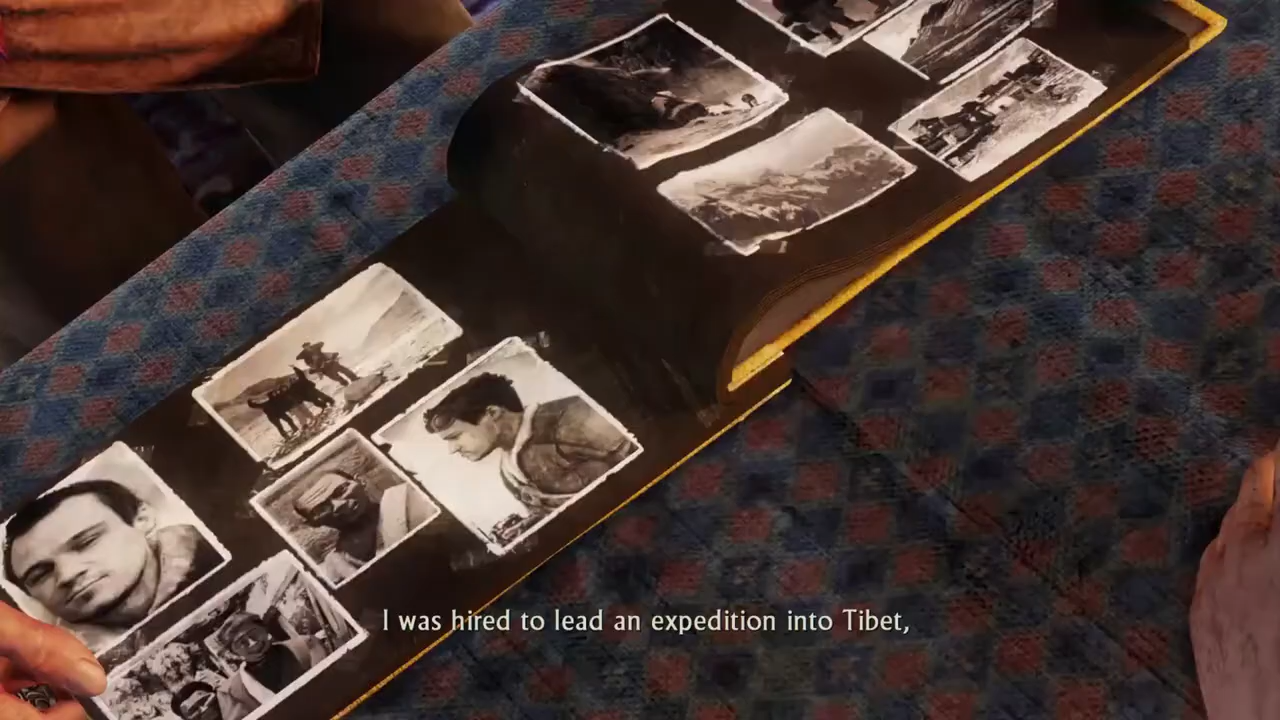 I was hired to lead an expedition into Tibet,